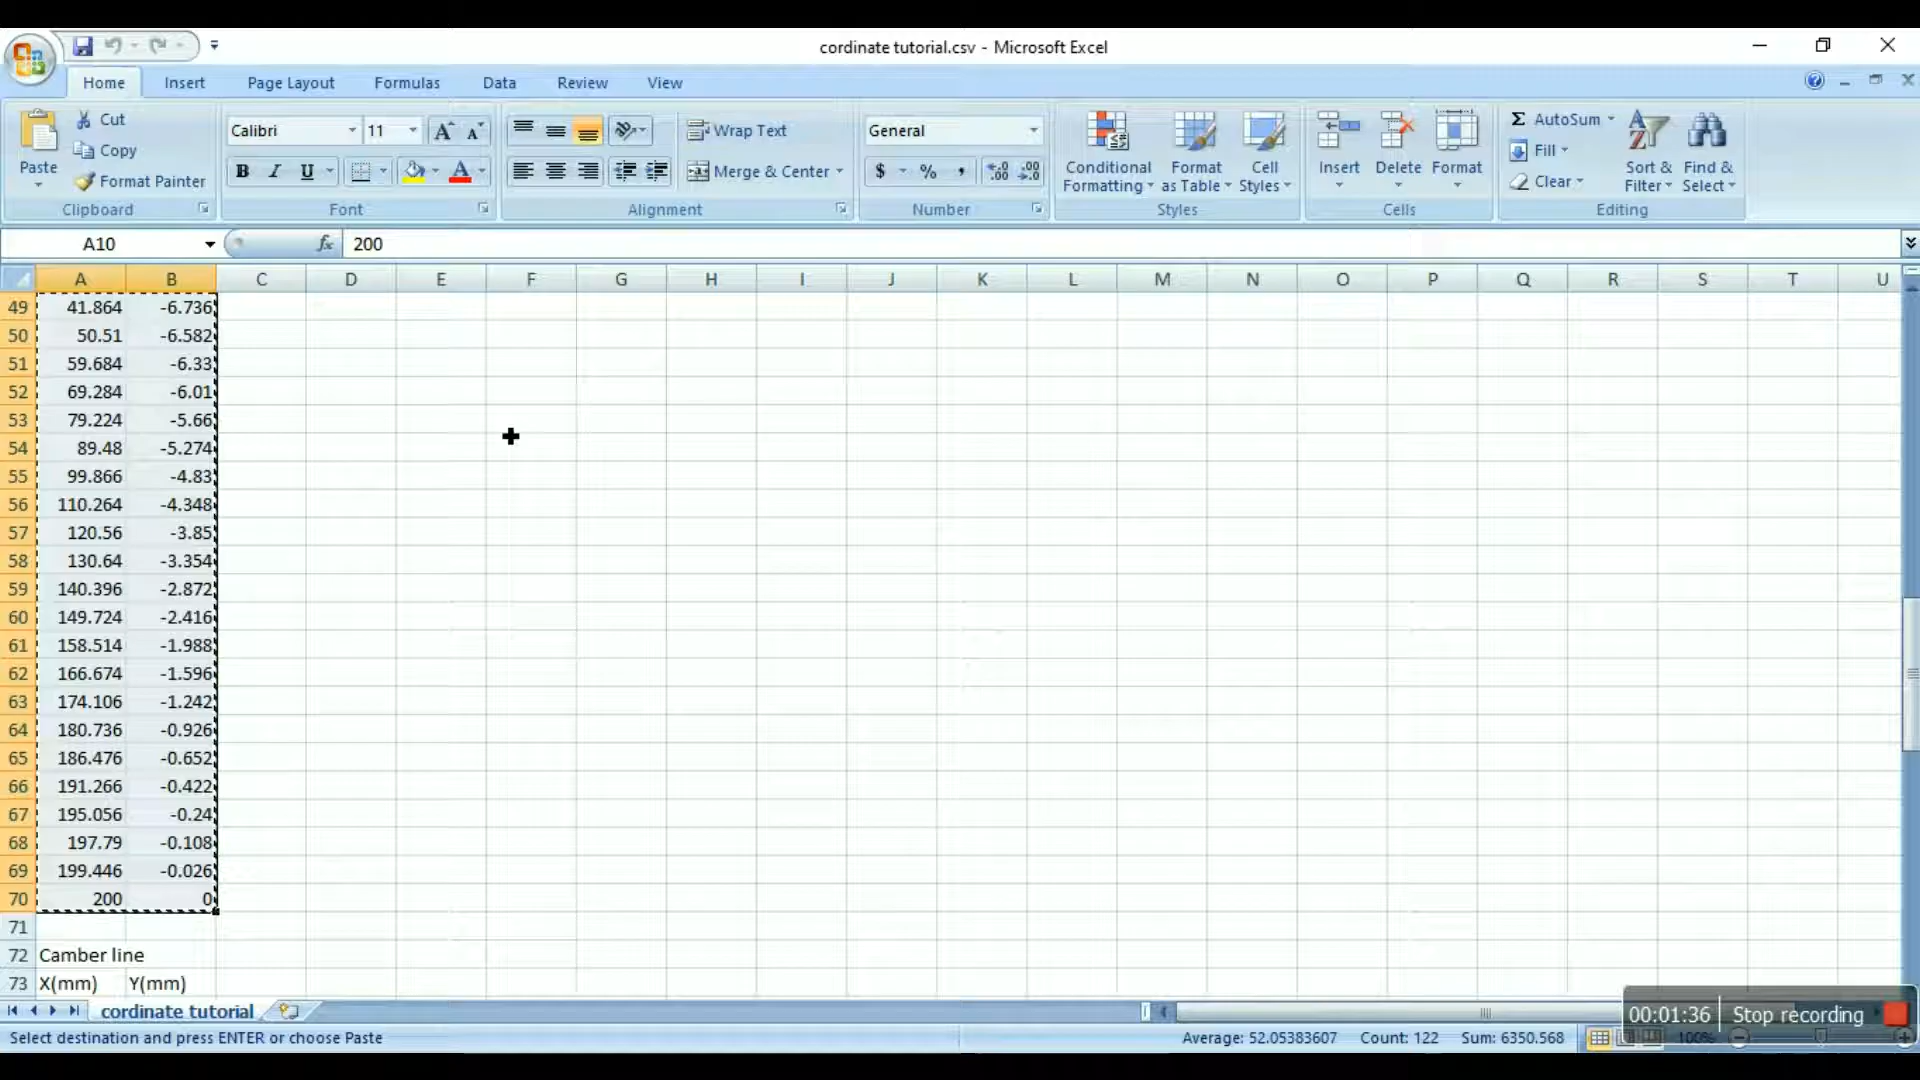 cordinate tutorial.csv - Microsoft Excel
Home Insert Page Layout Formulas Data Review View
Paste
Cut
Copy
Format Painter
Clipboard
Calibri 11
B I U
Font
Wrap Text
Merge & Center
Alignment
General
$ % ,
Number
Conditional Formatting
Format as Table
Cell Styles
Styles
Insert Delete Format
Cells
Σ AutoSum
Fill
Clear
Sort & Filter
Find & Select
Editing
A10 fx 200
A B C D E F G H I J K L M N O P Q R S T U
49 41.864 -6.736
50 50.51 -6.582
51 59.684 -6.33
52 69.284 -6.01
53 79.224 -5.66
54 89.48 -5.274
55 99.866 -4.83
56 110.264 -4.348
57 120.56 -3.85
58 130.64 -3.354
59 140.396 -2.872
60 149.724 -2.416
61 158.514 -1.988
62 166.674 -1.596
63 174.106 -1.242
64 180.736 -0.926
65 186.476 -0.652
66 191.266 -0.422
67 195.056 -0.24
68 197.79 -0.108
69 199.446 -0.026
70 200 0
71
72 Camber line
73 X(mm) Y(mm)
cordinate tutorial
00:01:36 Stop recording
Select destination and press ENTER or choose Paste Average: 52.05383607 Count: 122 Sum: 6350.568 100%